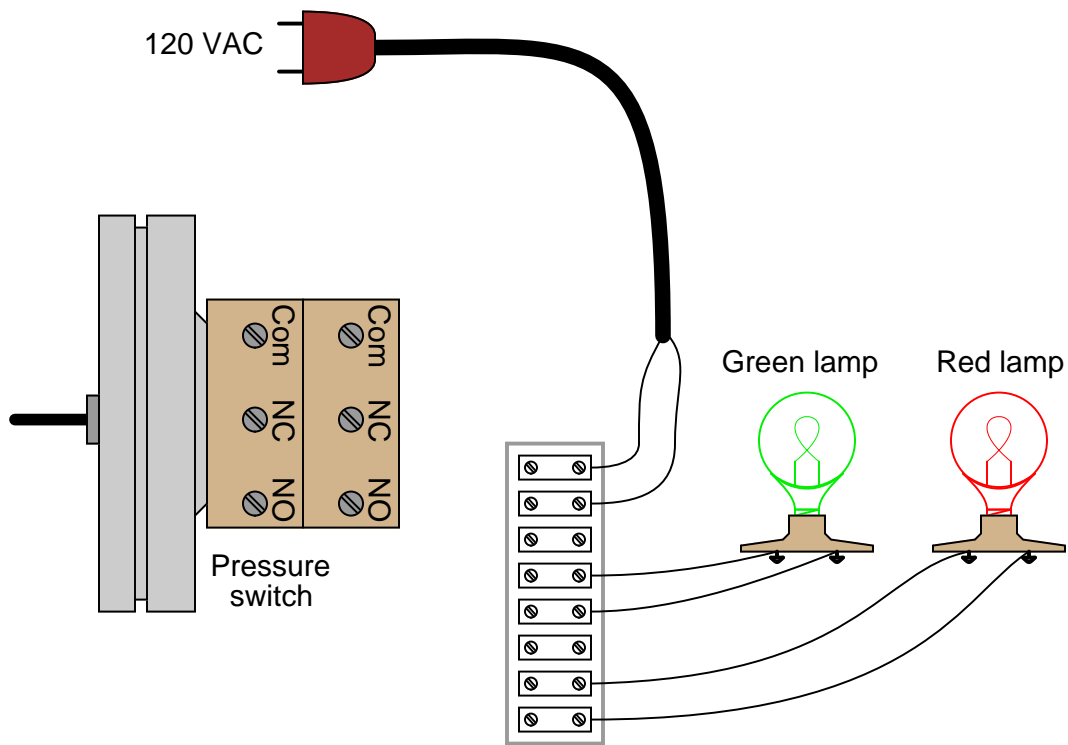 120 VAC
Com
Com
NC
NC
NO
NO
Pressure
switch
Green lamp
Red lamp